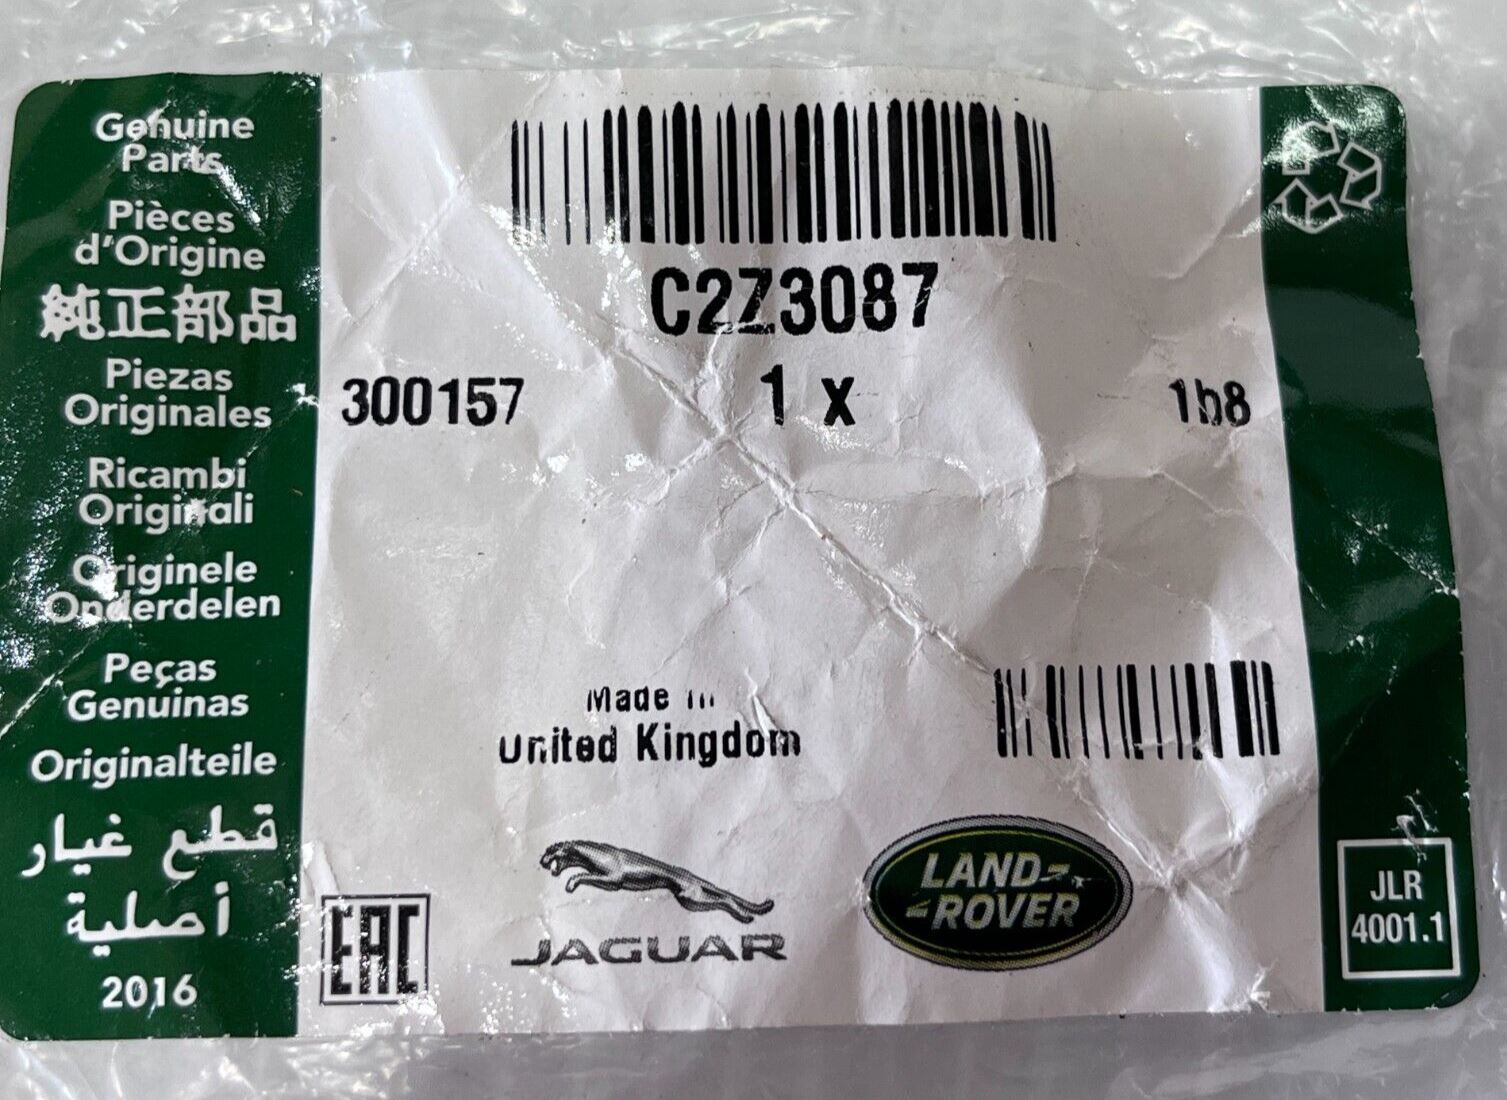 Genuine
Parts
Pièces
d'Origine
純正部品
Piezas
Originales
Ricambi
Originali
Originele
Onderdelen
Peças
Genuinas
Originalteile
قطع غيار
أصلية
2016
C2Z3087
300157 1 x 1b8
Made in
United Kingdom
EAC
JAGUAR
LAND-
-ROVER
JLR
4001.1